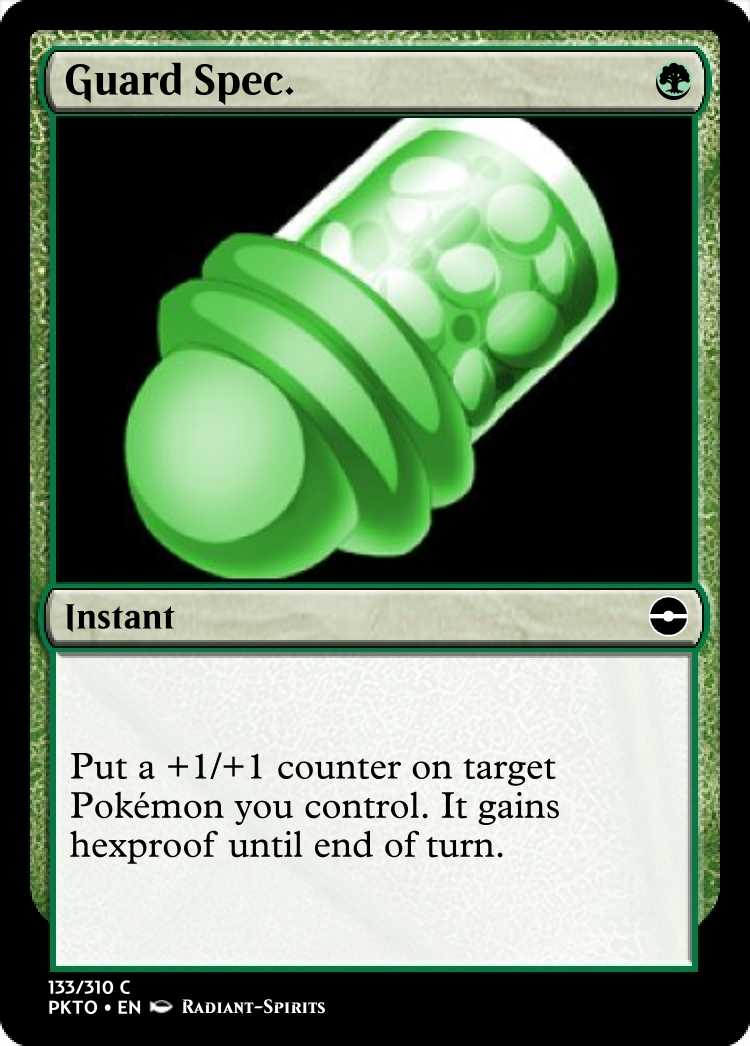 Guard Spec.
Instant
Put a +1/+1 counter on target
Pokémon you control. It gains
hexproof until end of turn.
133/310 C
PKTO • EN Radiant-Spirits